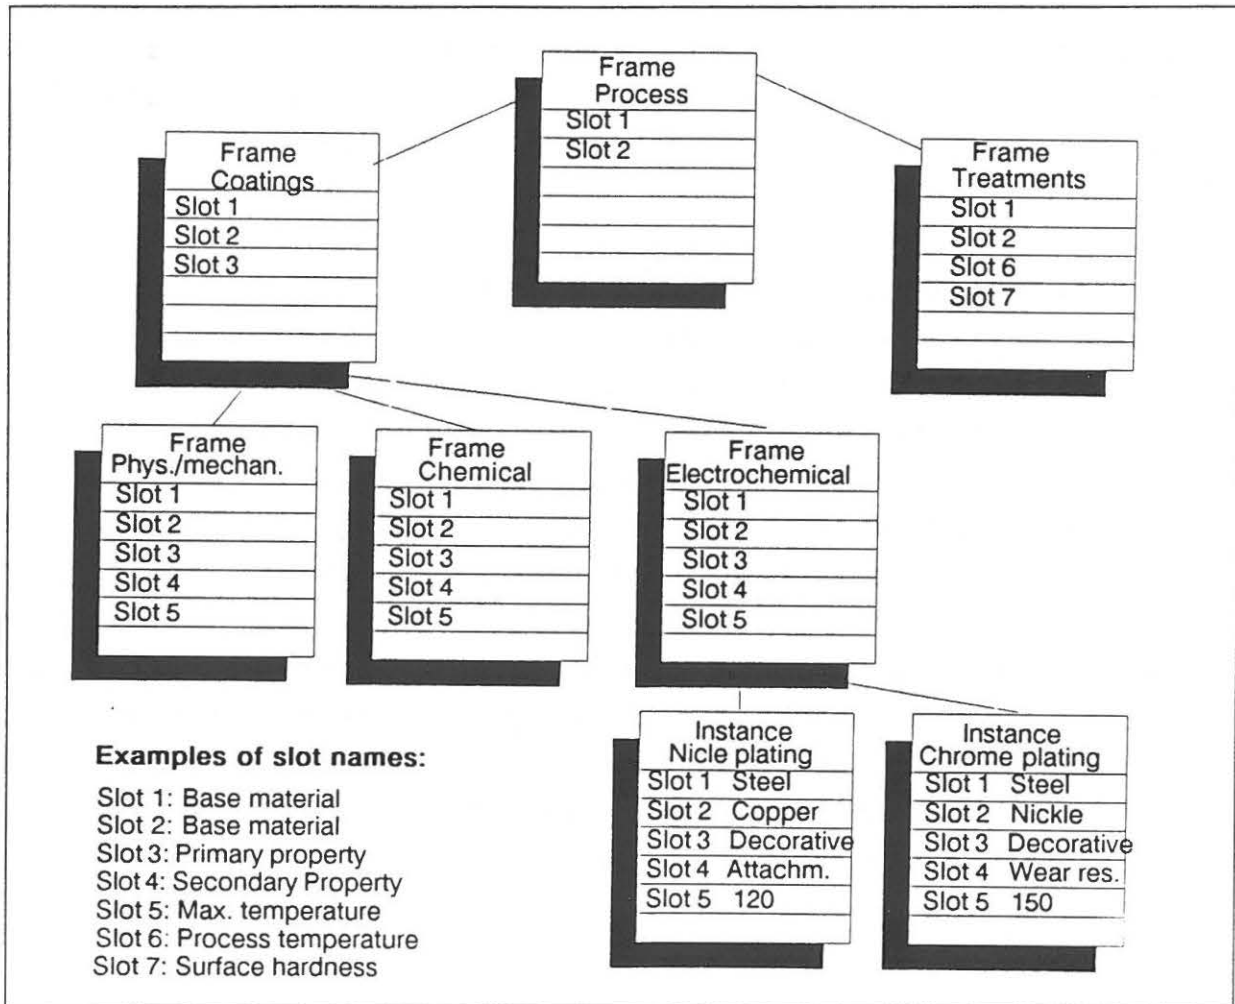 Frame
Process
Slot 1
Slot 2
Frame
Coatings
Slot 1
Slot 2
Slot 3
Frame
Treatments
Slot 1
Slot 2
Slot 6
Slot 7
Frame
Phys./mechan.
Slot 1
Slot 2
Slot 3
Slot 4
Slot 5
Frame
Chemical
Slot 1
Slot 2
Slot 3
Slot 4
Slot 5
Frame
Electrochemical
Slot 1
Slot 2
Slot 3
Slot 4
Slot 5
Instance
Nicle plating
Slot 1 Steel
Slot 2 Copper
Slot 3 Decorative
Slot 4 Attachm.
Slot 5 120
Instance
Chrome plating
Slot 1 Steel
Slot 2 Nickle
Slot 3 Decorative
Slot 4 Wear res.
Slot 5 150
Examples of slot names:
Slot 1: Base material
Slot 2: Base material
Slot 3: Primary property
Slot 4: Secondary Property
Slot 5: Max. temperature
Slot 6: Process temperature
Slot 7: Surface hardness